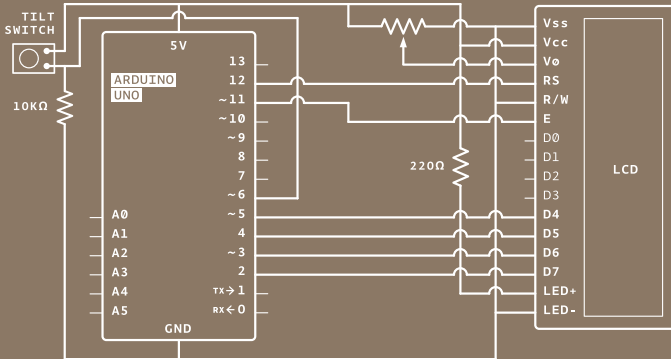 TILT
SWITCH
10KΩ
5V
ARDUINO
UNO
13
12
~11
~10
~9
8
7
~6
~5
4
~3
2
TX→1
RX←0
A0
A1
A2
A3
A4
A5
GND
220Ω
Vss
Vcc
Vø
RS
R/W
E
D0
D1
D2
D3
D4
D5
D6
D7
LED+
LED-
LCD